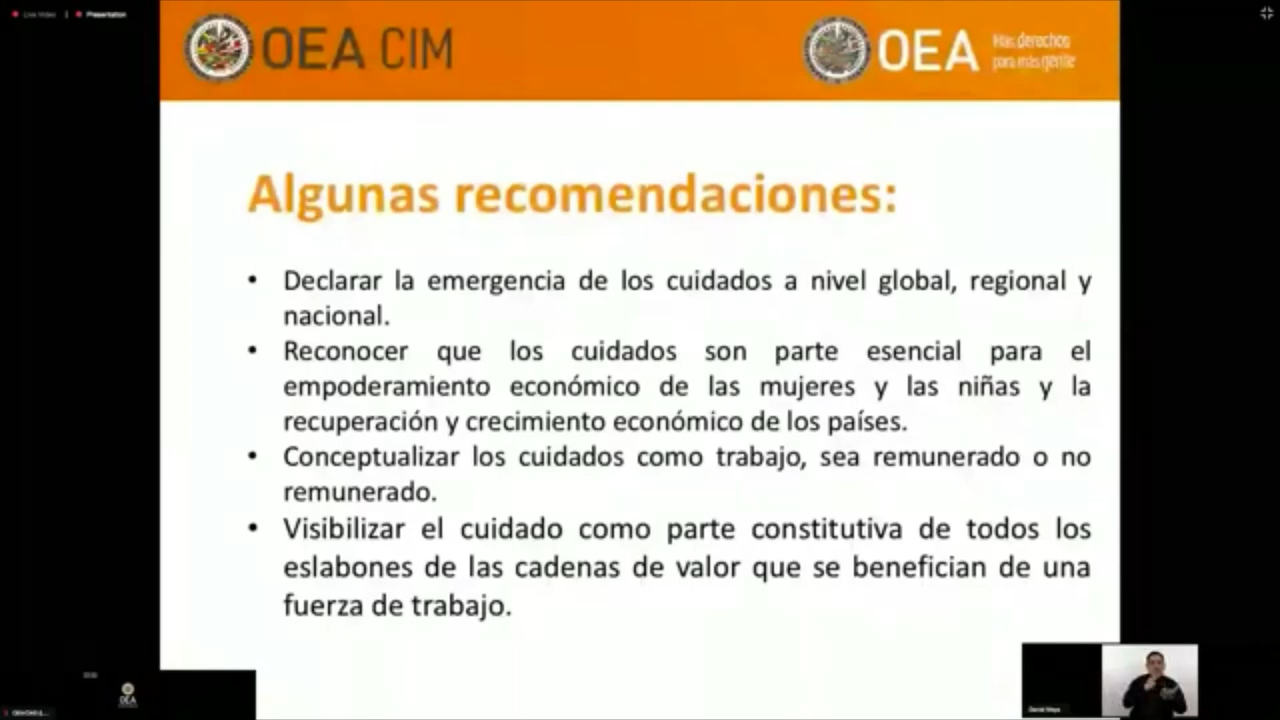 Live Video | Presentation
OEA CIM
OEA Más derechos
para más gente
Algunas recomendaciones:
• Declarar la emergencia de los cuidados a nivel global, regional y
nacional.
• Reconocer que los cuidados son parte esencial para el
empoderamiento económico de las mujeres y las niñas y la
recuperación y crecimiento económico de los países.
• Conceptualizar los cuidados como trabajo, sea remunerado o no
remunerado.
• Visibilizar el cuidado como parte constitutiva de todos los
eslabones de las cadenas de valor que se benefician de una
fuerza de trabajo.
OEA